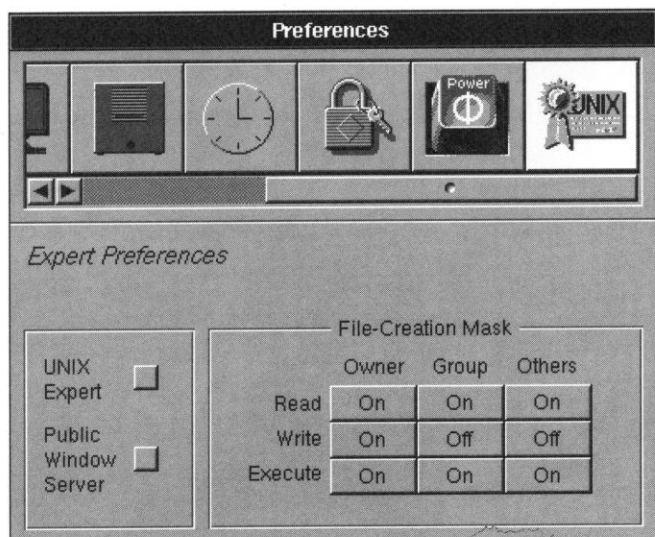 Preferences
Power
UNIX
Expert Preferences
UNIX
Expert
Public
Window
Server
File-Creation Mask
Owner Group Others
Read On On On
Write On Off Off
Execute On On On